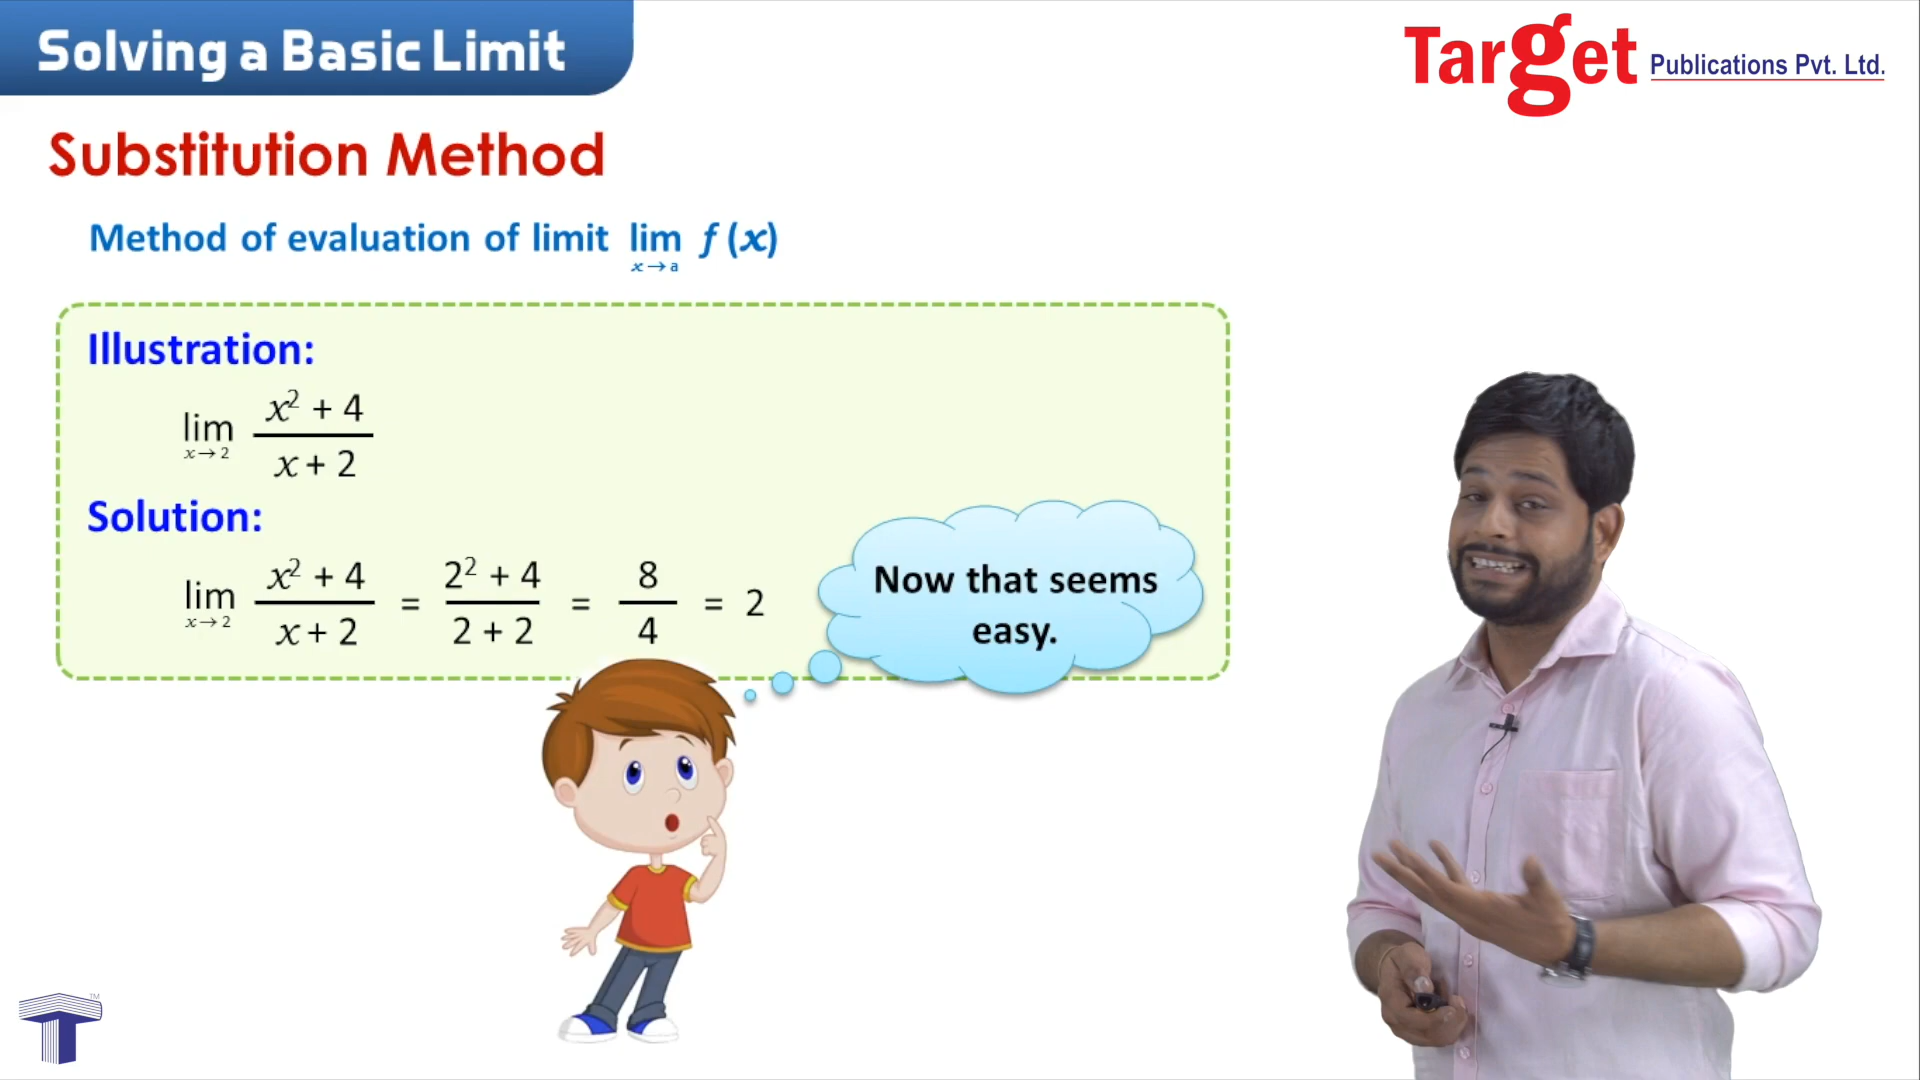 Solving a Basic Limit
Target Publications Pvt. Ltd.
Substitution Method
Method of evaluation of limit lim x→a f (x)
Illustration:
lim x→2 (x² + 4)/(x + 2)
Solution:
lim x→2 (x² + 4)/(x + 2) = (2² + 4)/(2 + 2) = 8/4 = 2
Now that seems
easy.
T TM